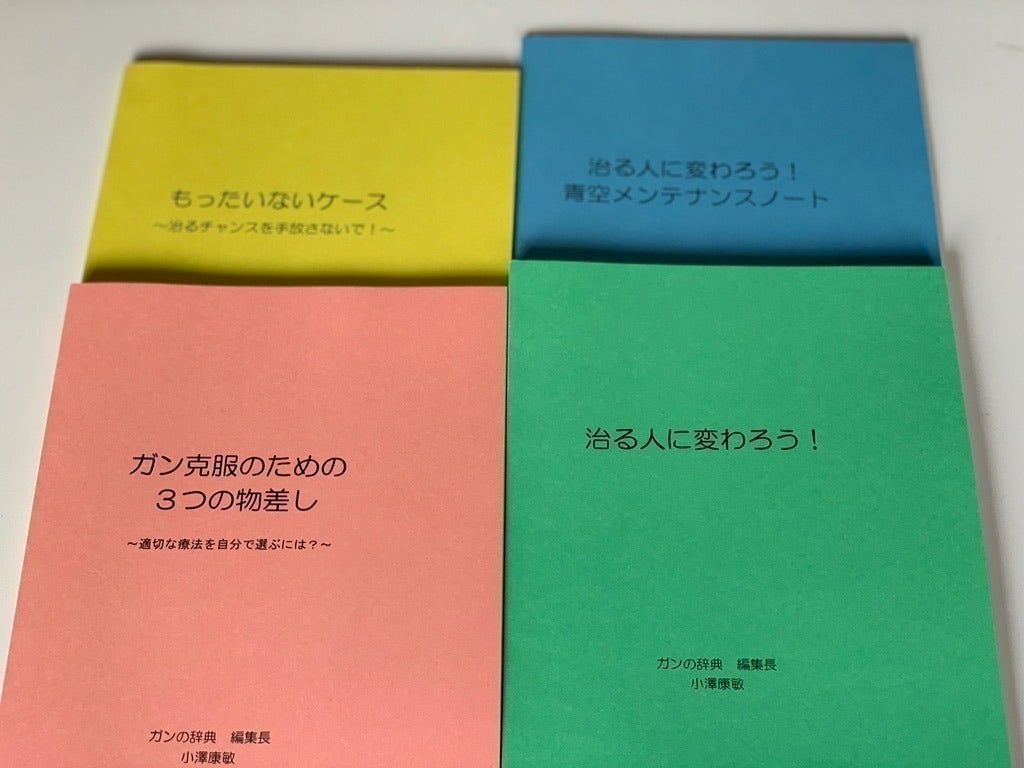 もったいないケース
～治るチャンスを手放さないで！～
治る人に変わろう！
青空メンテナンスノート
ガン克服のための
３つの物差し
～適切な療法を自分で選ぶには？～
ガンの辞典　編集長
小澤康敏
治る人に変わろう！
ガンの辞典　編集長
小澤康敏